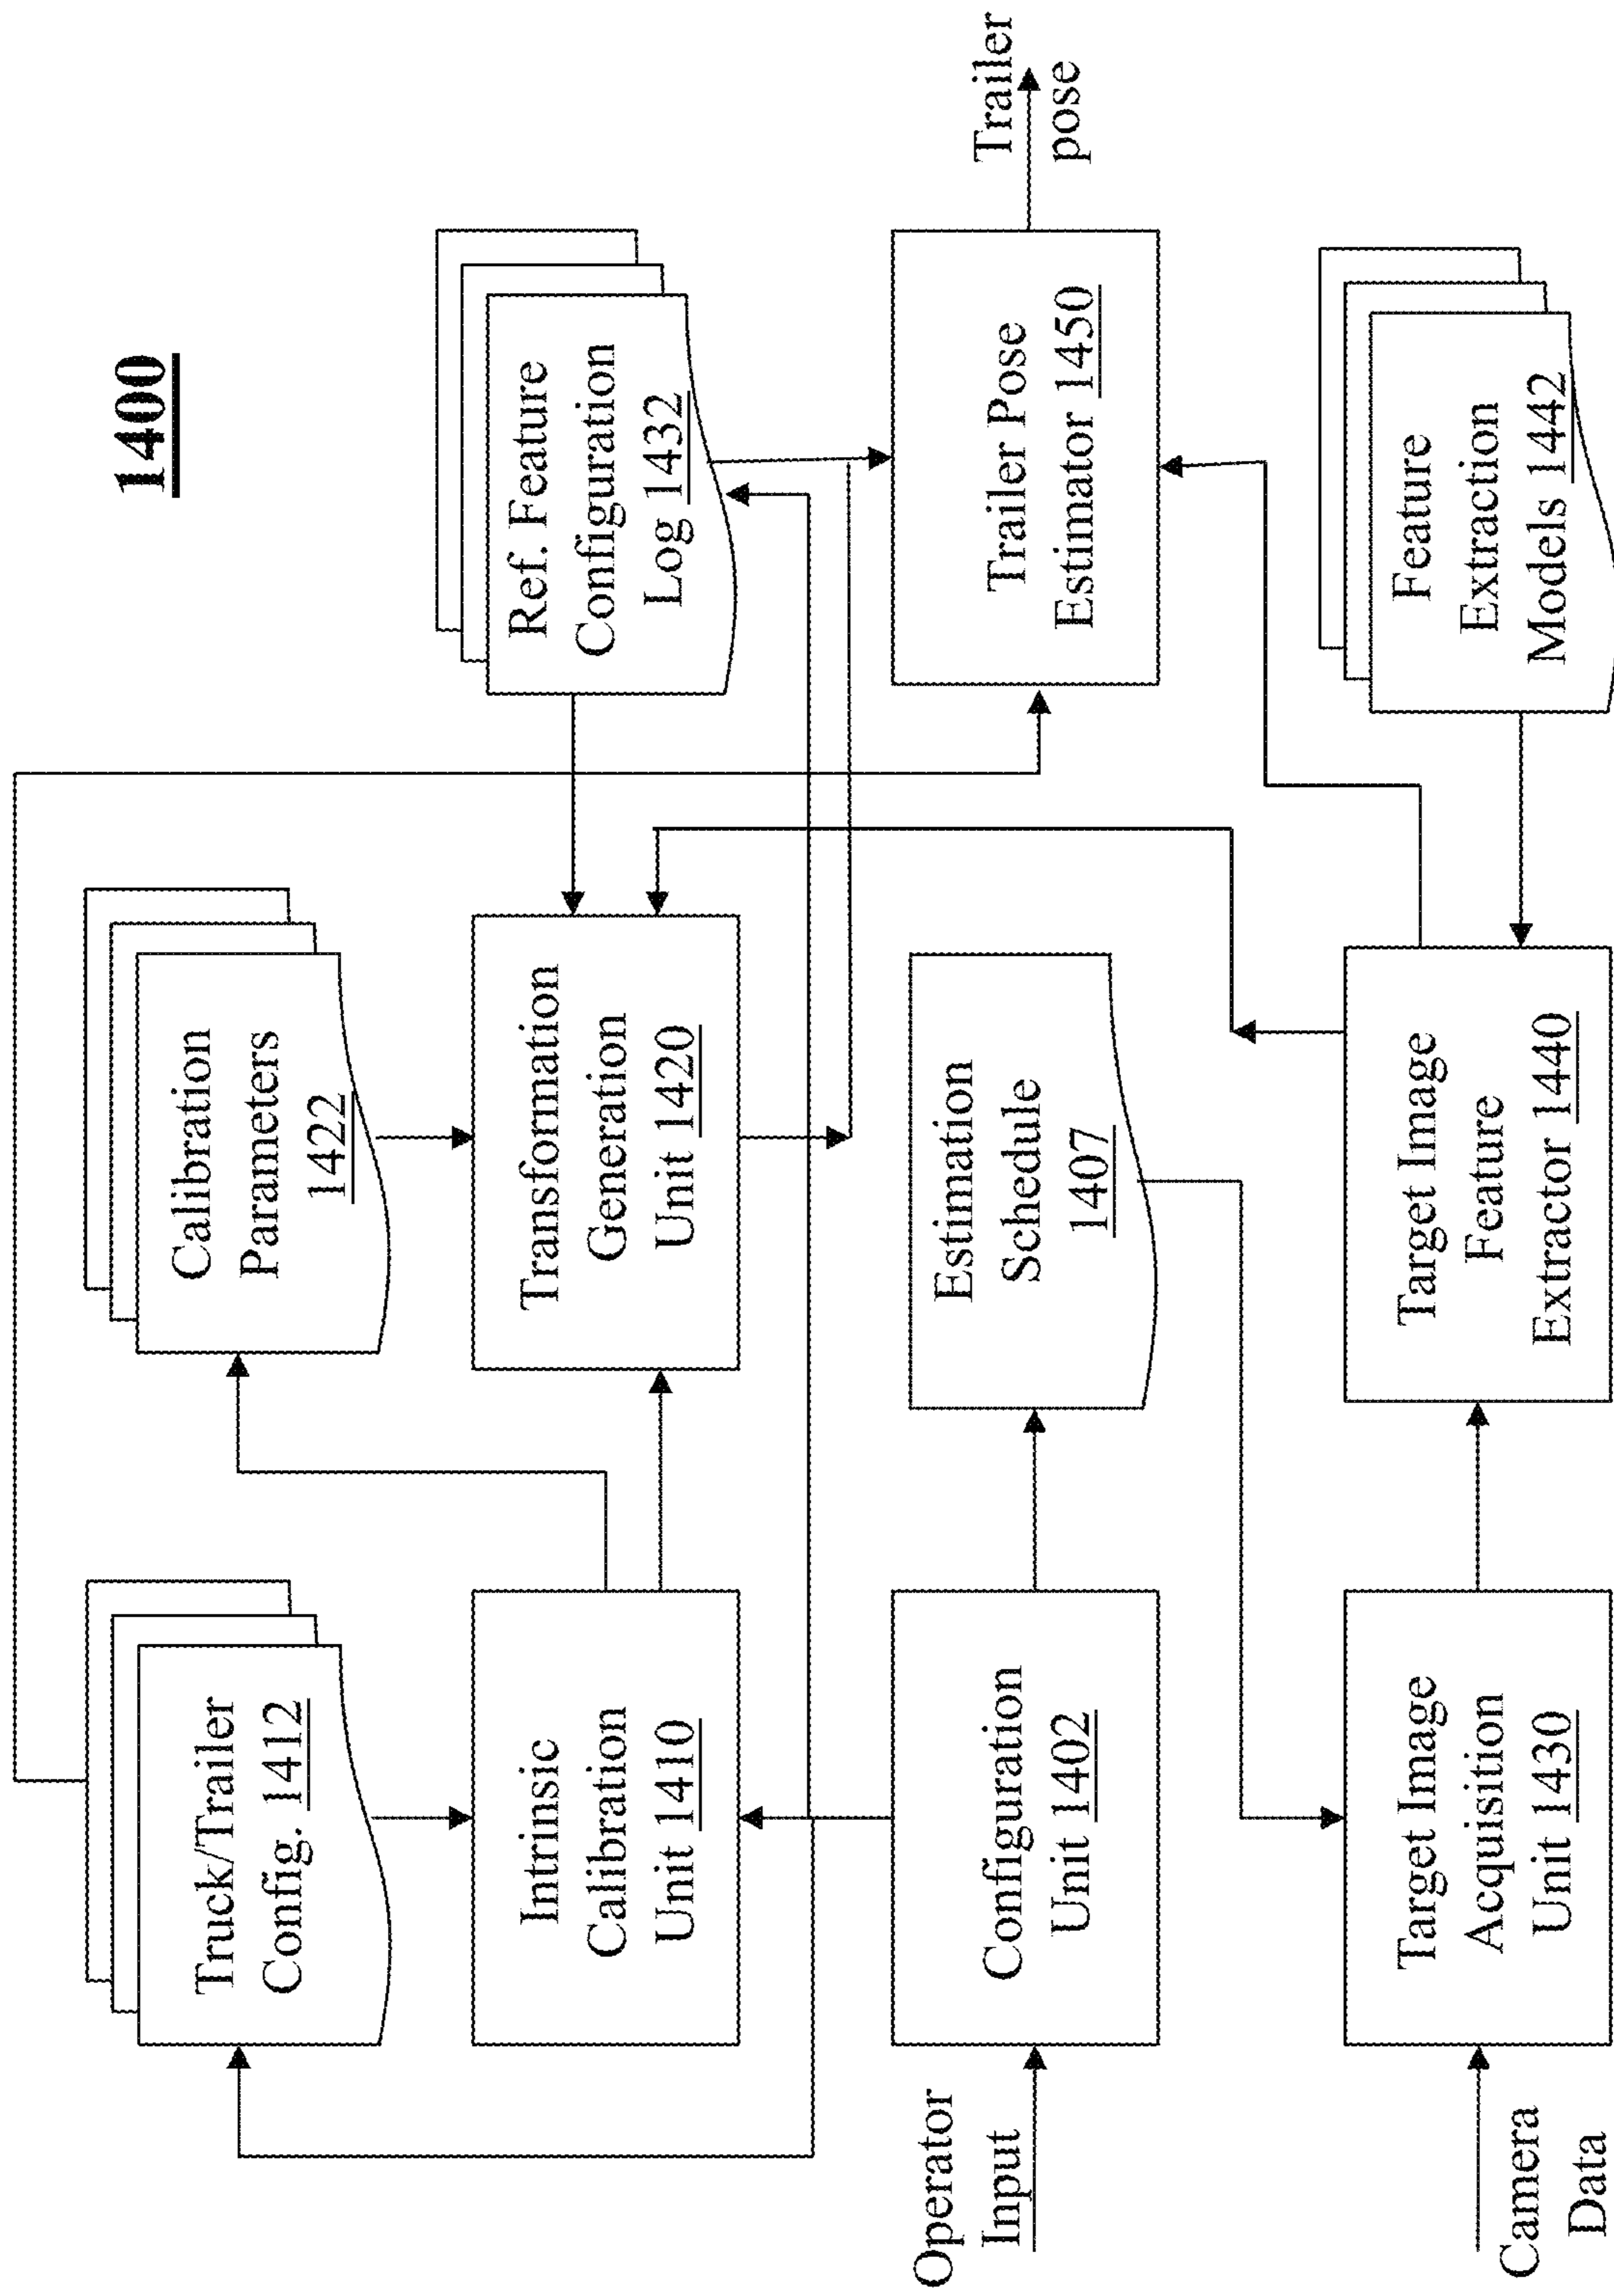 1400
Truck/Trailer
Config. 1412
Calibration
Parameters
1422
Ref. Feature
Configuration
Log 1432
Intrinsic
Calibration
Unit 1410
Transformation
Generation
Unit 1420
Operator
Input
Configuration
Unit 1402
Estimation
Schedule
1407
Trailer Pose
Estimator 1450
Trailer
pose
Camera
Data
Target Image
Acquisition
Unit 1430
Target Image
Feature
Extractor 1440
Feature
Extraction
Models 1442